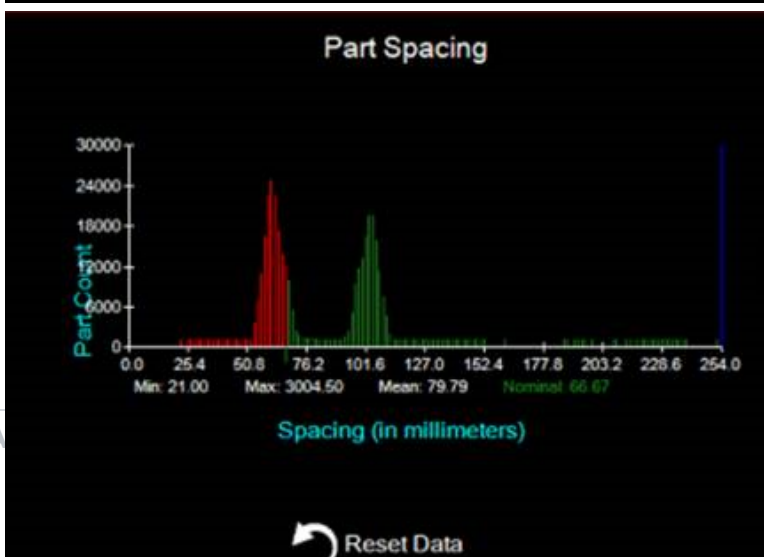 Part Spacing
30000
24000
18000
12000
6000
0
Part Count
0.0 25.4 50.8 76.2 101.6 127.0 152.4 177.8 203.2 228.6 254.0
Min: 21.00 Max: 3004.50 Mean: 79.79 Nominal: 66.67
Spacing (in millimeters)
Reset Data